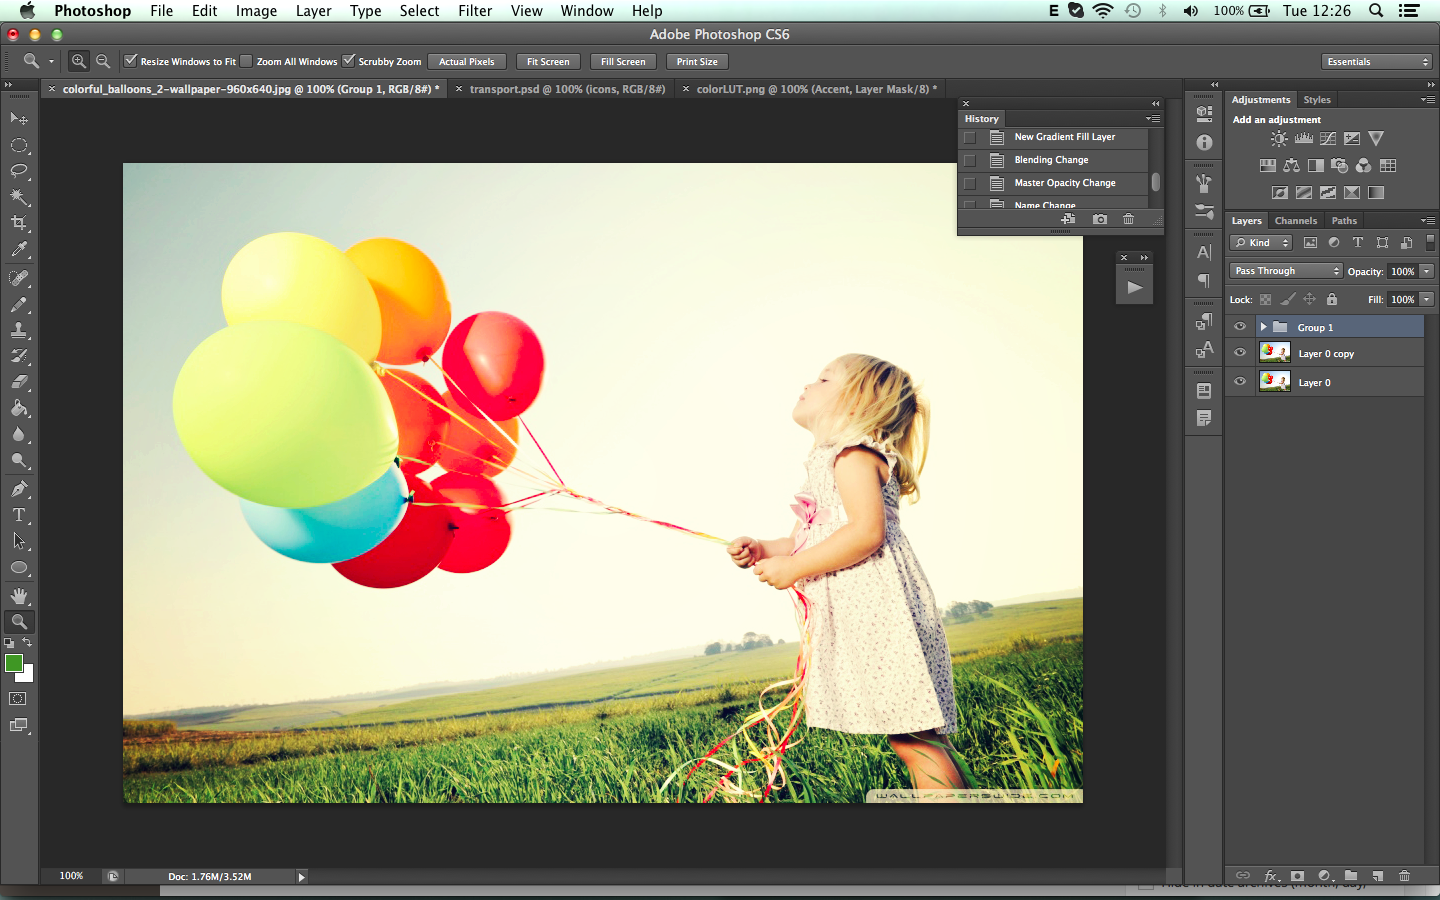 Photoshop File Edit Image Layer Type Select Filter View Window Help
100% Tue 12:26
Adobe Photoshop CS6
Resize Windows to Fit Zoom All Windows Scrubby Zoom Actual Pixels Fit Screen Fill Screen Print Size Essentials
colorful_balloons_2-wallpaper-960x640.jpg @ 100% (Group 1, RGB/8#) * transport.psd @ 100% (icons, RGB/8#) colorLUT.png @ 100% (Accent, Layer Mask/8) *
History
New Gradient Fill Layer
Blending Change
Master Opacity Change
Name Change
Adjustments Styles
Add an adjustment
Layers Channels Paths
Kind
Pass Through Opacity: 100%
Lock: Fill: 100%
Group 1
Layer 0 copy
Layer 0
WALLPAPERSWIDE.COM
100% Doc: 1.76M/3.52M